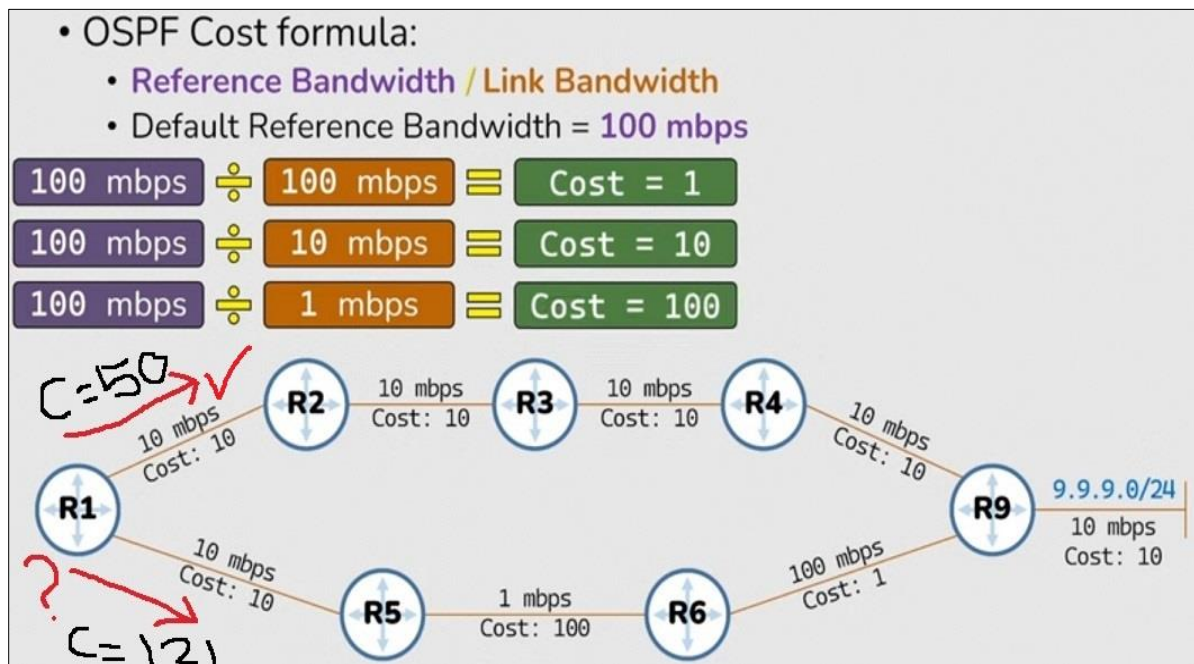 • OSPF Cost formula:
• Reference Bandwidth / Link Bandwidth
• Default Reference Bandwidth = 100 mbps
100 mbps ÷ 100 mbps = Cost = 1
100 mbps ÷ 10 mbps = Cost = 10
100 mbps ÷ 1 mbps = Cost = 100
C=50
10 mbps
Cost: 10
R2
10 mbps
Cost: 10
R3
10 mbps
Cost: 10
R4
10 mbps
Cost: 10
R1
R9
9.9.9.0/24
10 mbps
Cost: 10
?
10 mbps
Cost: 10
R5
1 mbps
Cost: 100
R6
100 mbps
Cost: 1
C=121